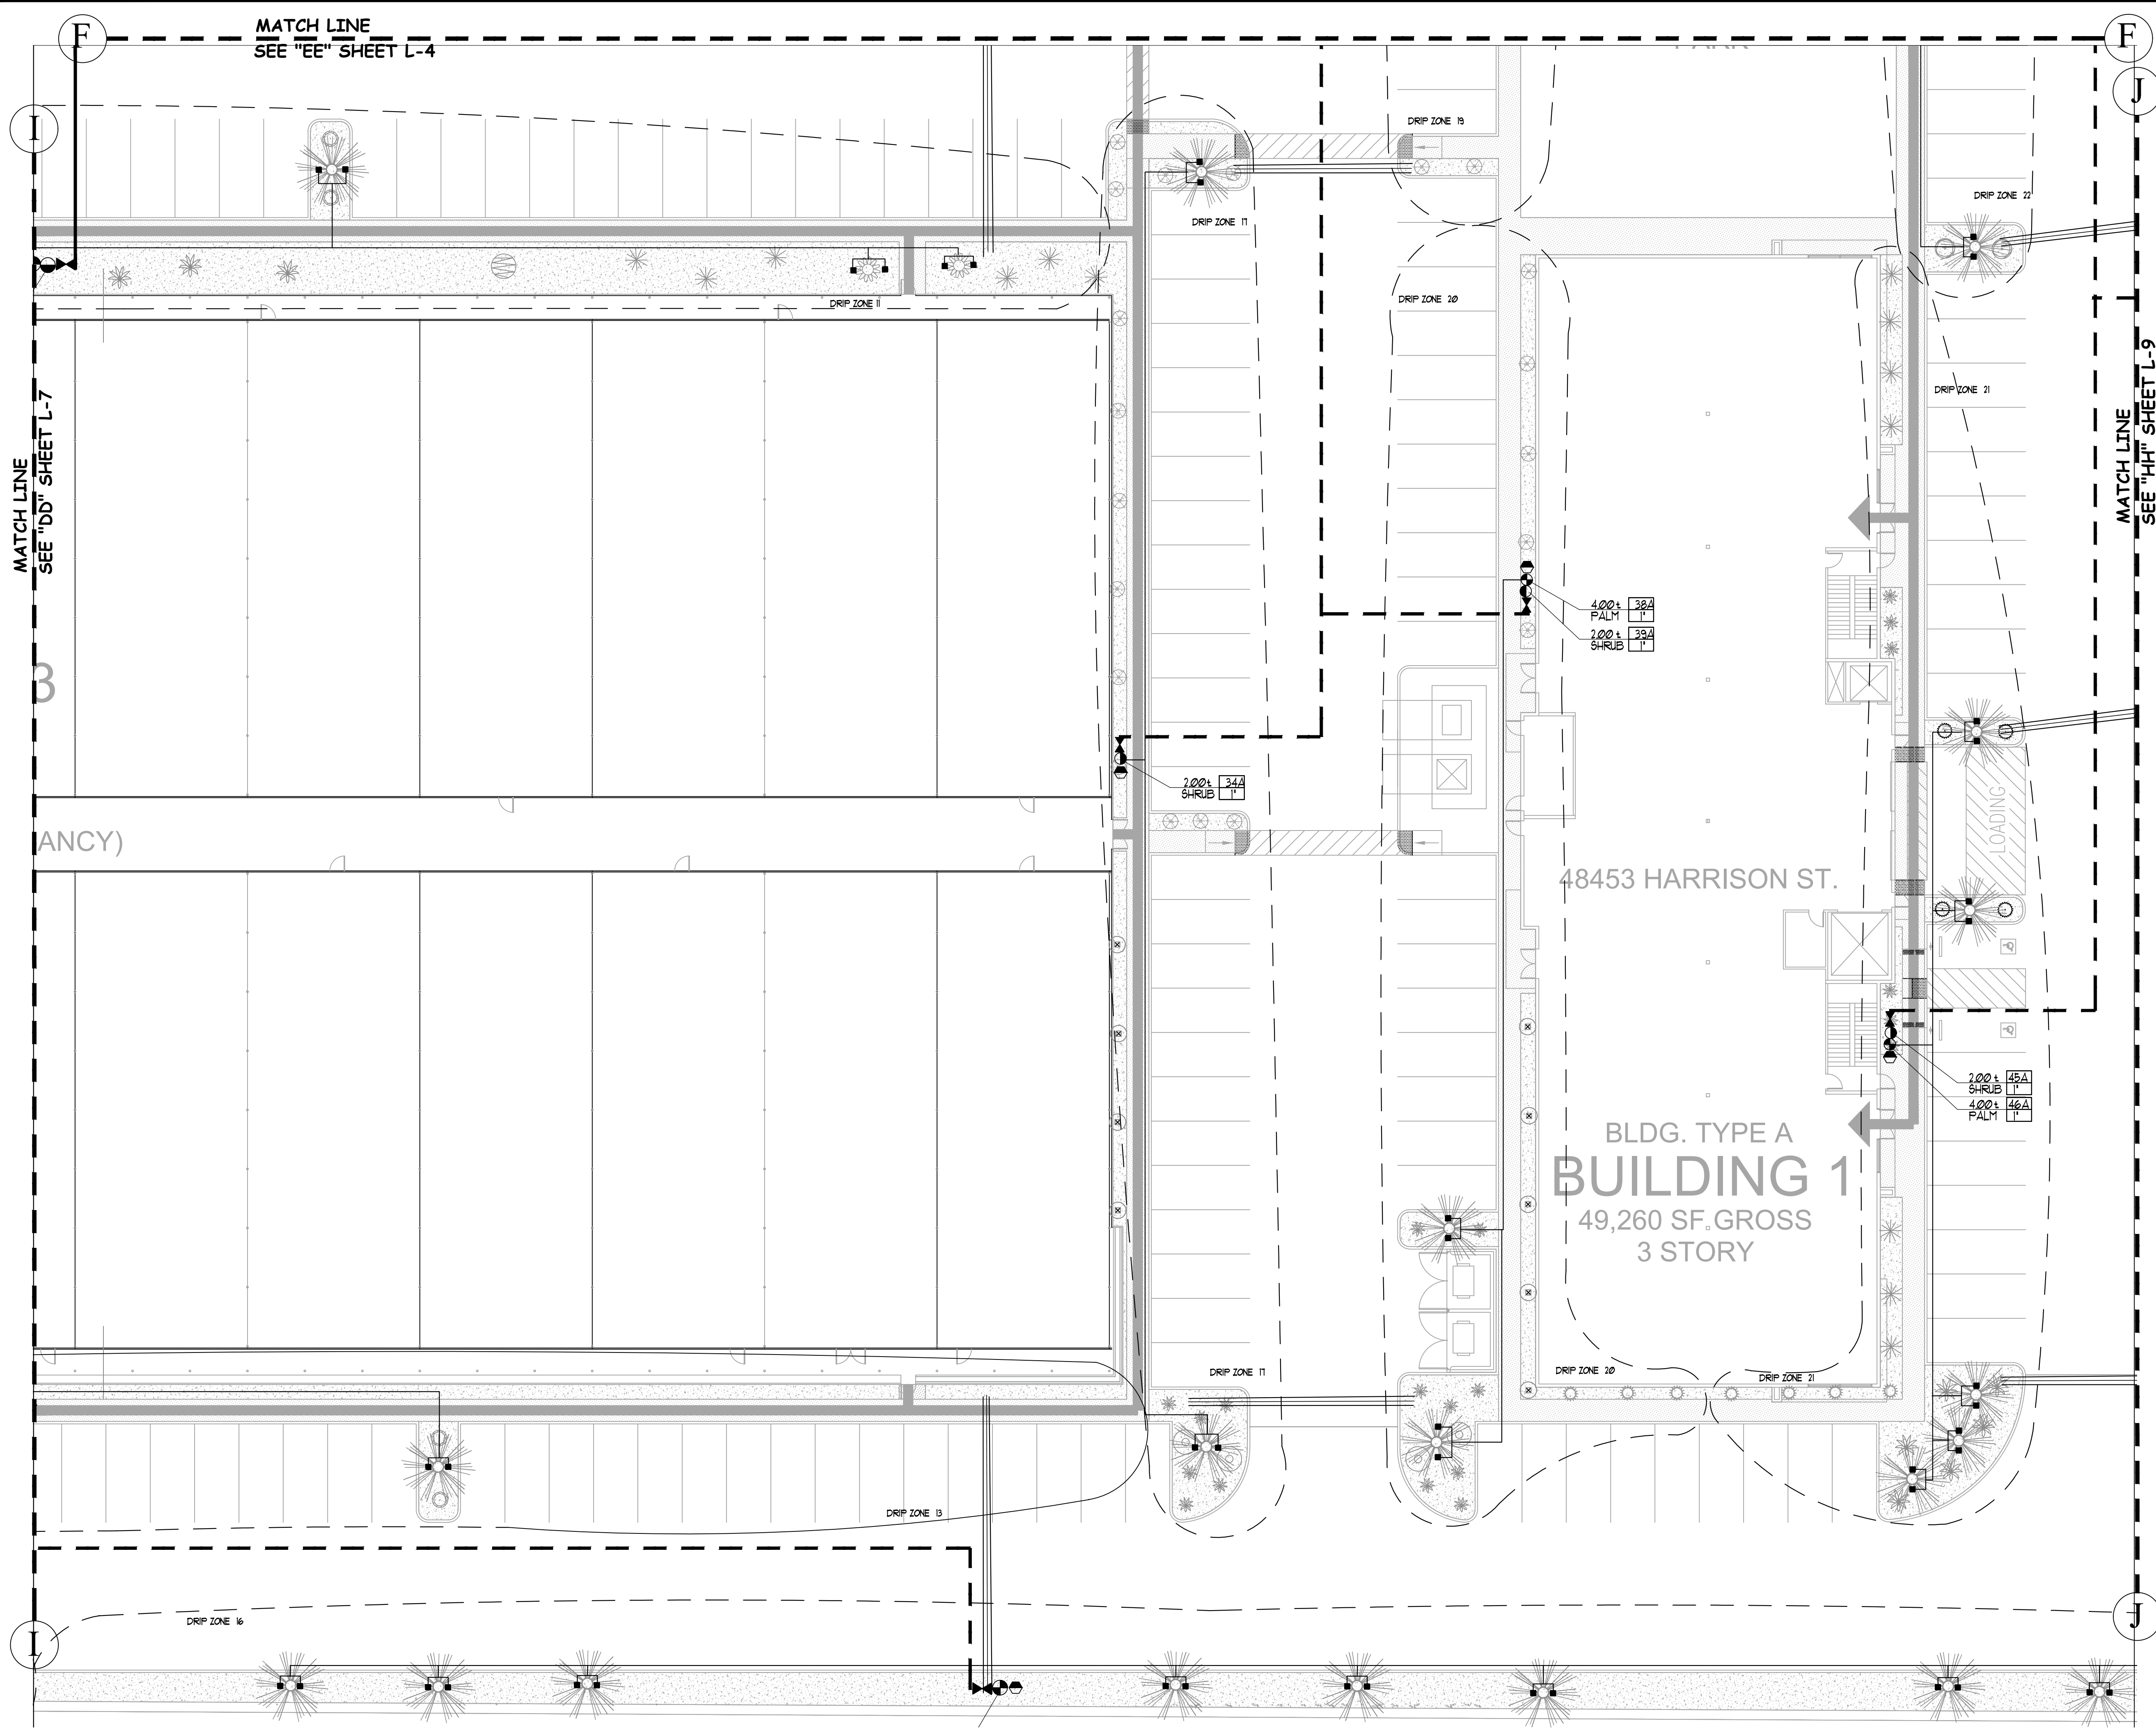 F
MATCH LINE
SEE "EE" SHEET L-4
F
J
I
DRIP ZONE 19
DRIP ZONE 22
DRIP ZONE 17
DRIP ZONE 20
DRIP ZONE 11
DRIP ZONE 21
MATCH LINE
SEE "DD" SHEET L-7
MATCH LINE
SEE "HH" SHEET L-9
4.00± 38A
PALM 1"
2.00± 39A
SHRUB 1"
3
2.00± 34A
SHRUB 1"
LOADING
ANCY)
48453 HARRISON ST.
2.00± 45A
SHRUB 1"
4.00± 46A
PALM 1"
BLDG. TYPE A
BUILDING 1
49,260 SF. GROSS
3 STORY
DRIP ZONE 17
DRIP ZONE 20
DRIP ZONE 21
DRIP ZONE 13
DRIP ZONE 16
I
J